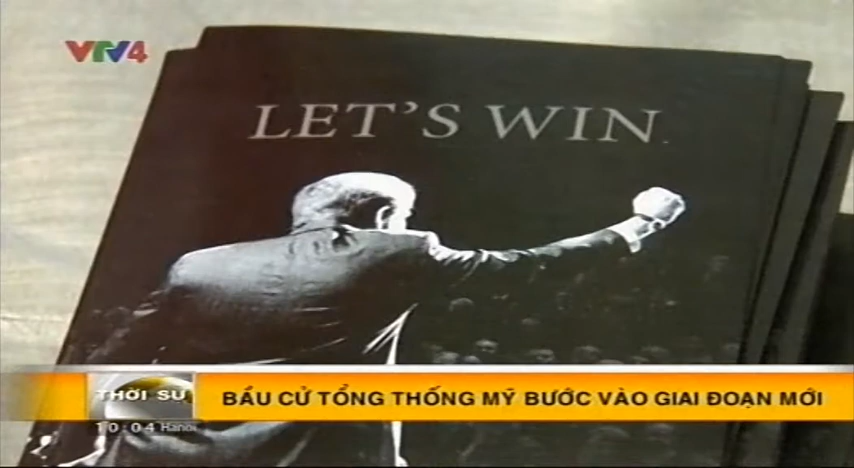 VTV4
LET'S WIN
THỜI SỰ
BẦU CỬ TỔNG THỐNG MỸ BƯỚC VÀO GIAI ĐOẠN MỚI
10:04 Hanoi